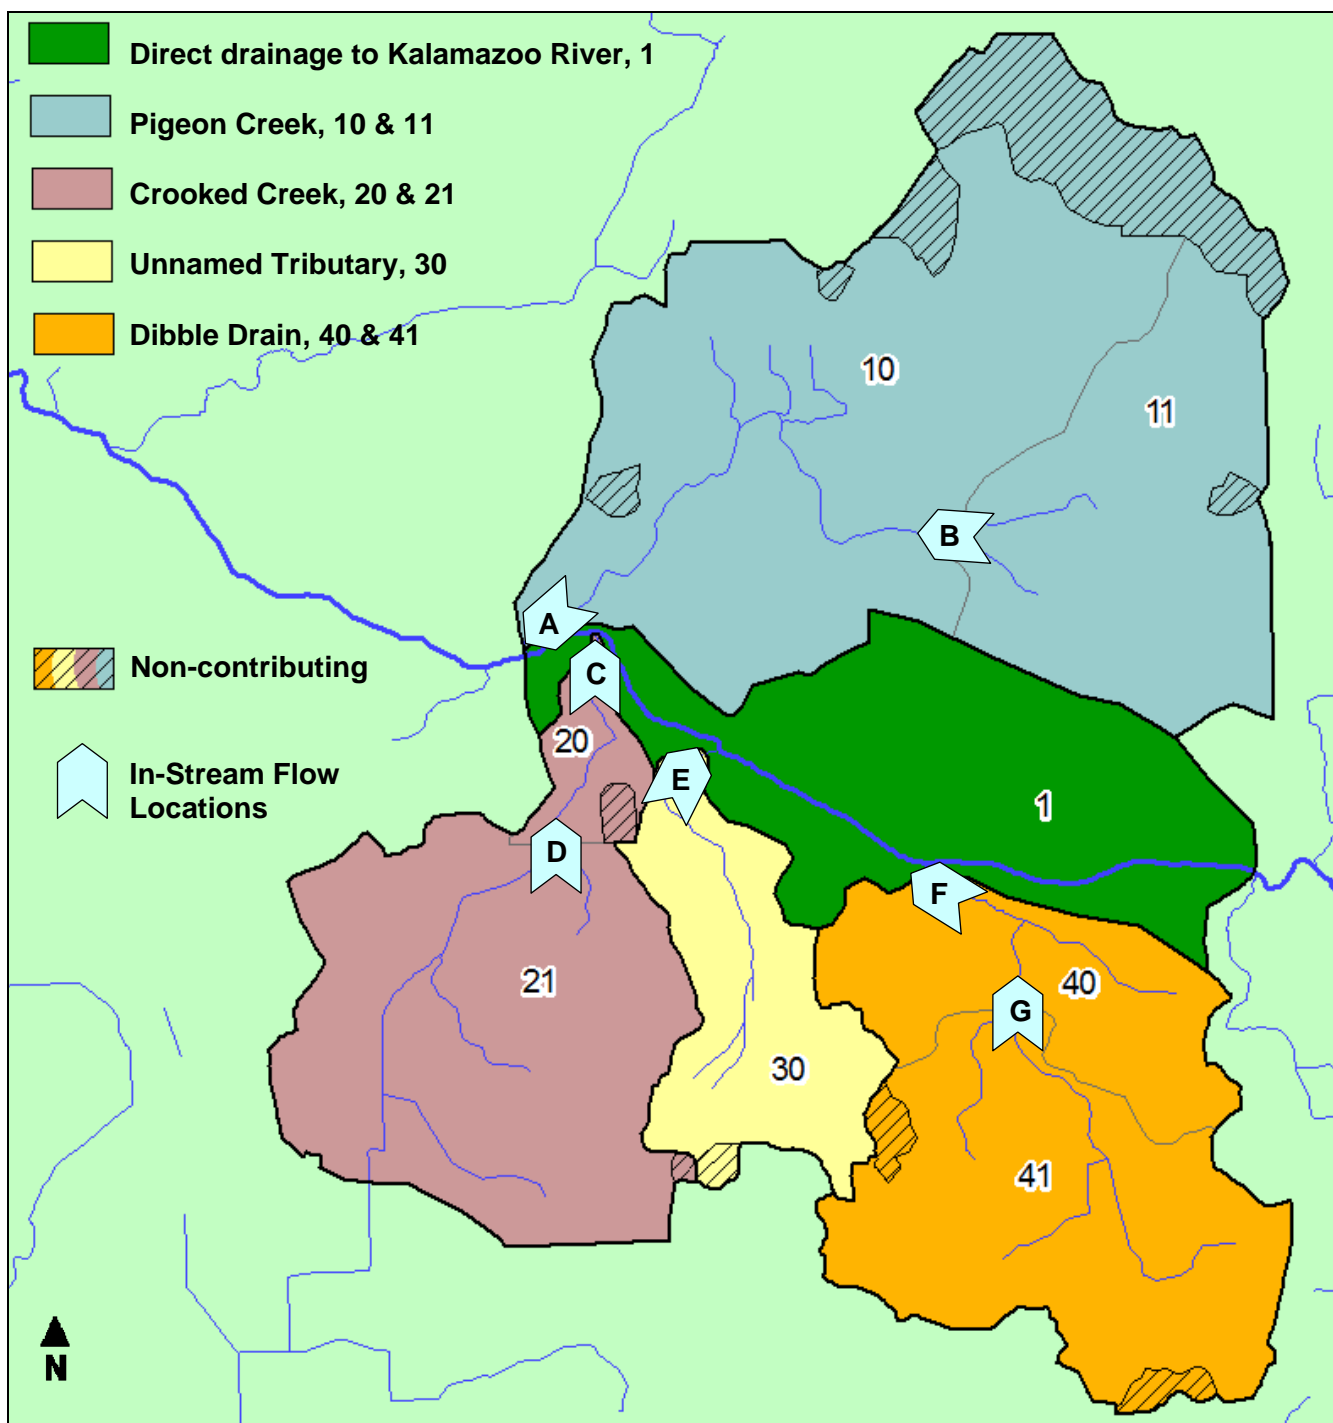 Direct drainage to Kalamazoo River, 1
Pigeon Creek, 10 & 11
Crooked Creek, 20 & 21
Unnamed Tributary, 30
Dibble Drain, 40 & 41
10
11
B
A
Non-contributing
C
20
In-Stream Flow
Locations
E
1
D
F
21
40
G
30
41
N